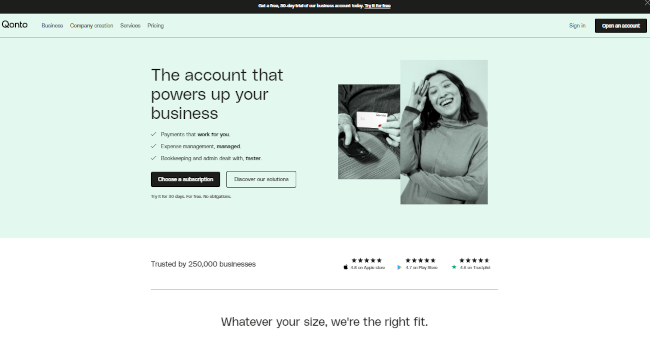 Get a free, 30-day trial of our business account today. Try it for free
Qonto Business Company creation Services Pricing Sign in Open an account
The account that
powers up your
business
Payments that work for you.
Expense management, managed.
Bookkeeping and admin dealt with, faster.
Choose a subscription Discover our solutions
Try it for 30 days. For free. No obligations.
Trusted by 250,000 businesses
4.8 on Apple store 4.7 on Play Store 4.8 on Trustpilot
Whatever your size, we're the right fit.